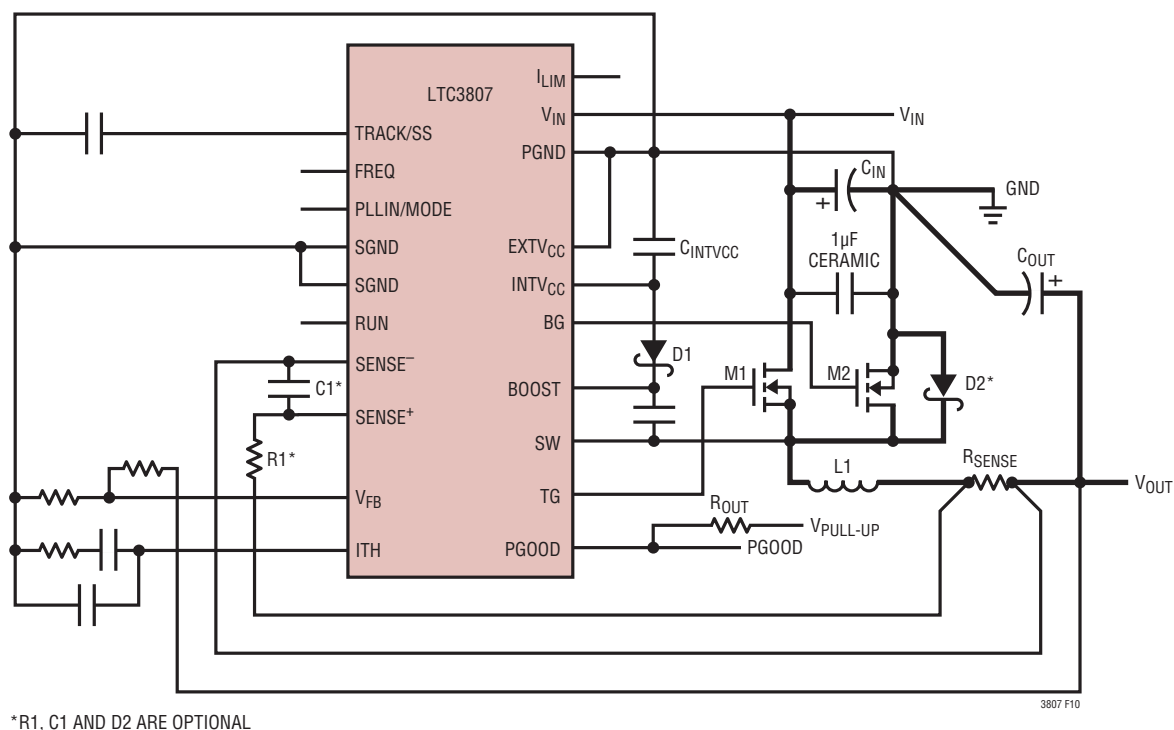 LTC3807
TRACK/SS
FREQ
PLLIN/MODE
SGND
SGND
RUN
SENSE–
SENSE+
VFB
ITH
ILIM
VIN
PGND
EXTVCC
INTVCC
BG
BOOST
SW
TG
PGOOD
C1*
R1*
CINTVCC
D1
M1
M2
VIN
CIN
+
GND
1µF
CERAMIC
COUT
+
D2*
L1
RSENSE
VOUT
ROUT
VPULL-UP
PGOOD
3807 F10
*R1, C1 AND D2 ARE OPTIONAL